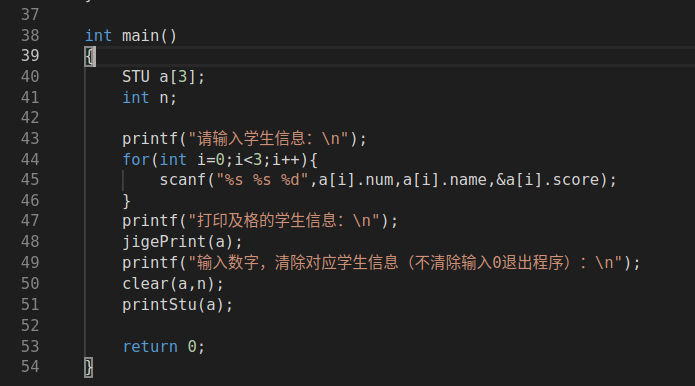 37
38 int main()
39 {
40 STU a[3];
41 int n;
42
43 printf("请输入学生信息：\n");
44 for(int i=0;i<3;i++){
45 scanf("%s %s %d",a[i].num,a[i].name,&a[i].score);
46 }
47 printf("打印及格的学生信息：\n");
48 jigePrint(a);
49 printf("输入数字，清除对应学生信息（不清除输入0退出程序）：\n");
50 clear(a,n);
51 printStu(a);
52
53 return 0;
54 }